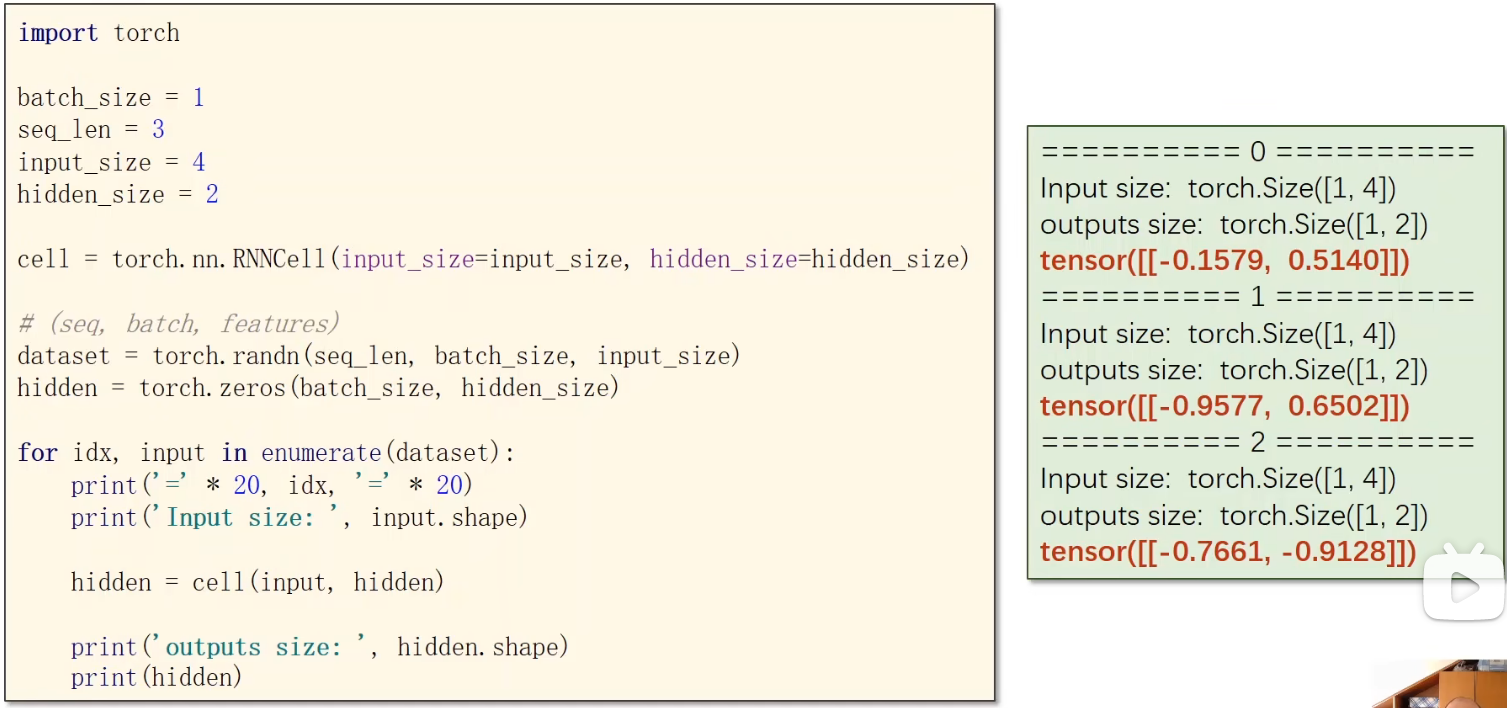 import torch
batch_size = 1
seq_len = 3
input_size = 4
hidden_size = 2
cell = torch.nn.RNNCell(input_size=input_size, hidden_size=hidden_size)
# (seq, batch, features)
dataset = torch.randn(seq_len, batch_size, input_size)
hidden = torch.zeros(batch_size, hidden_size)
for idx, input in enumerate(dataset):
    print('=' * 20, idx, '=' * 20)
    print('Input size: ', input.shape)
    hidden = cell(input, hidden)
    print('outputs size: ', hidden.shape)
    print(hidden)
========== 0 ==========
Input size:  torch.Size([1, 4])
outputs size:  torch.Size([1, 2])
tensor([[-0.1579,  0.5140]])
========== 1 ==========
Input size:  torch.Size([1, 4])
outputs size:  torch.Size([1, 2])
tensor([[-0.9577,  0.6502]])
========== 2 ==========
Input size:  torch.Size([1, 4])
outputs size:  torch.Size([1, 2])
tensor([[-0.7661, -0.9128]])